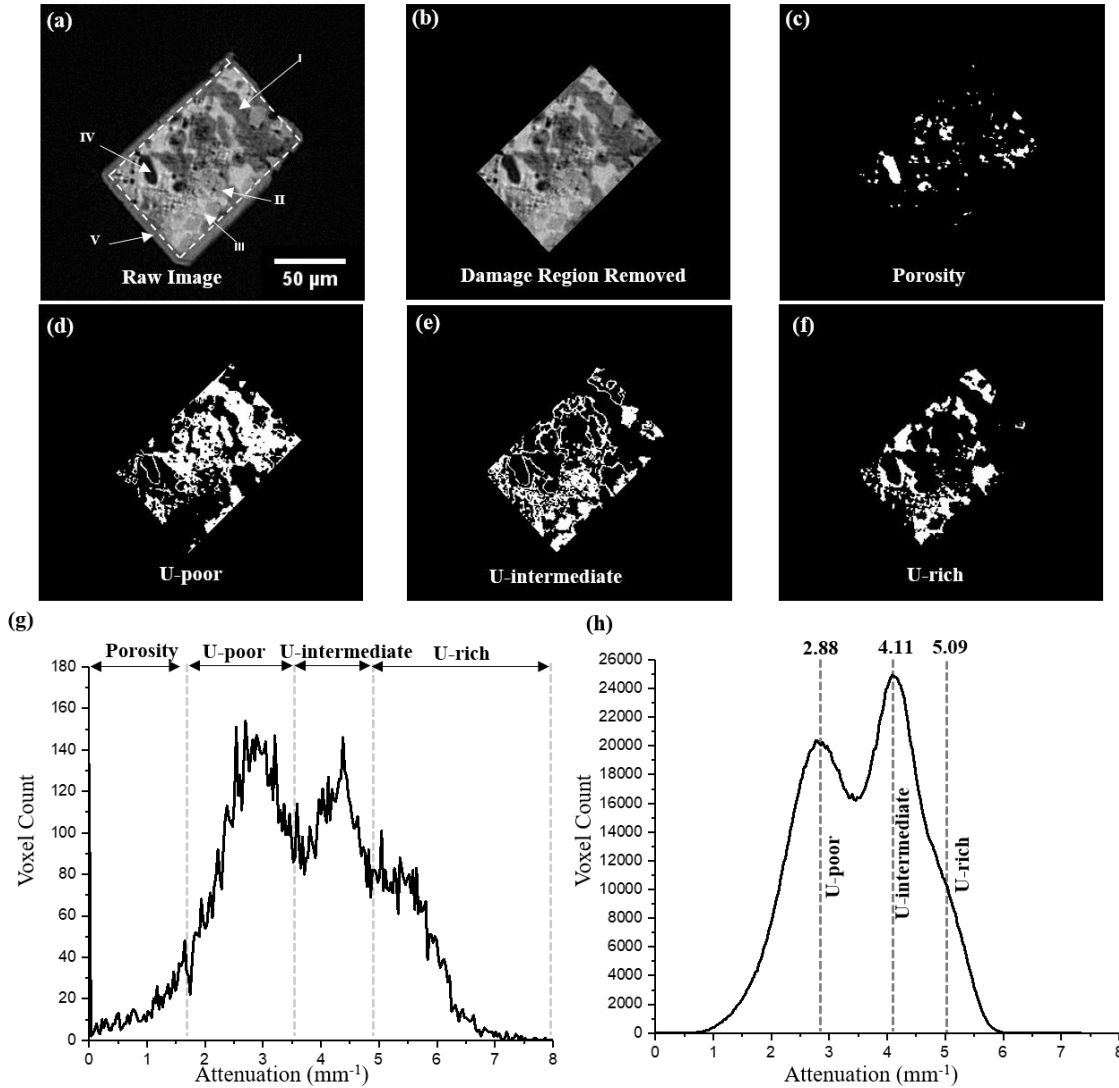 (a)
I
IV
II
V
III
Raw Image
50 µm
(b)
Damage Region Removed
(c)
Porosity
(d)
U-poor
(e)
U-intermediate
(f)
U-rich
(g)
Porosity
U-poor
U-intermediate
U-rich
180
160
140
120
100
80
60
40
20
0
Voxel Count
0 1 2 3 4 5 6 7 8
Attenuation (mm⁻¹)
(h)
2.88 4.11 5.09
26000
24000
22000
20000
18000
16000
14000
12000
10000
8000
6000
4000
2000
0
Voxel Count
U-poor
U-intermediate
U-rich
0 1 2 3 4 5 6 7 8
Attenuation (mm⁻¹)